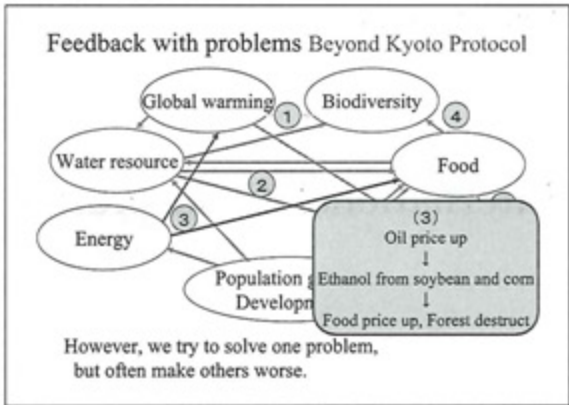 Feedback with problems Beyond Kyoto Protocol
Global warming
Biodiversity
1
4
Water resource
Food
2
3
Energy
(3)
Oil price up
↓
Ethanol from soybean and corn
↓
Food price up, Forest destruct
Population g
Developm
However, we try to solve one problem,
but often make others worse.